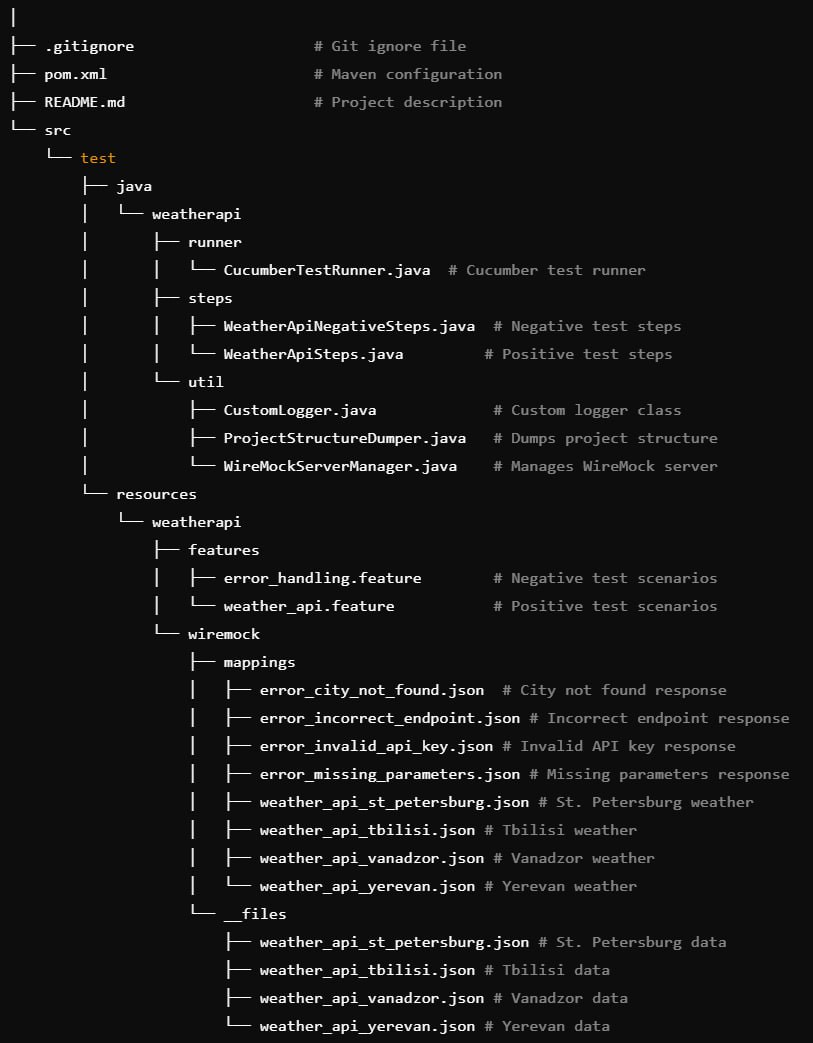 │
├── .gitignore                    # Git ignore file
├── pom.xml                       # Maven configuration
├── README.md                     # Project description
└── src
    └── test
        ├── java
        │   └── weatherapi
        │       ├── runner
        │       │   └── CucumberTestRunner.java  # Cucumber test runner
        │       ├── steps
        │       │   ├── WeatherApiNegativeSteps.java  # Negative test steps
        │       │   └── WeatherApiSteps.java         # Positive test steps
        │       └── util
        │           ├── CustomLogger.java             # Custom logger class
        │           ├── ProjectStructureDumper.java   # Dumps project structure
        │           └── WireMockServerManager.java    # Manages WireMock server
        └── resources
            └── weatherapi
                ├── features
                │   ├── error_handling.feature        # Negative test scenarios
                │   └── weather_api.feature           # Positive test scenarios
                └── wiremock
                    ├── mappings
                    │   ├── error_city_not_found.json  # City not found response
                    │   ├── error_incorrect_endpoint.json # Incorrect endpoint response
                    │   ├── error_invalid_api_key.json # Invalid API key response
                    │   ├── error_missing_parameters.json # Missing parameters response
                    │   ├── weather_api_st_petersburg.json # St. Petersburg weather
                    │   ├── weather_api_tbilisi.json # Tbilisi weather
                    │   ├── weather_api_vanadzor.json # Vanadzor weather
                    │   └── weather_api_yerevan.json # Yerevan weather
                    └── __files
                        ├── weather_api_st_petersburg.json # St. Petersburg data
                        ├── weather_api_tbilisi.json # Tbilisi data
                        ├── weather_api_vanadzor.json # Vanadzor data
                        └── weather_api_yerevan.json # Yerevan data